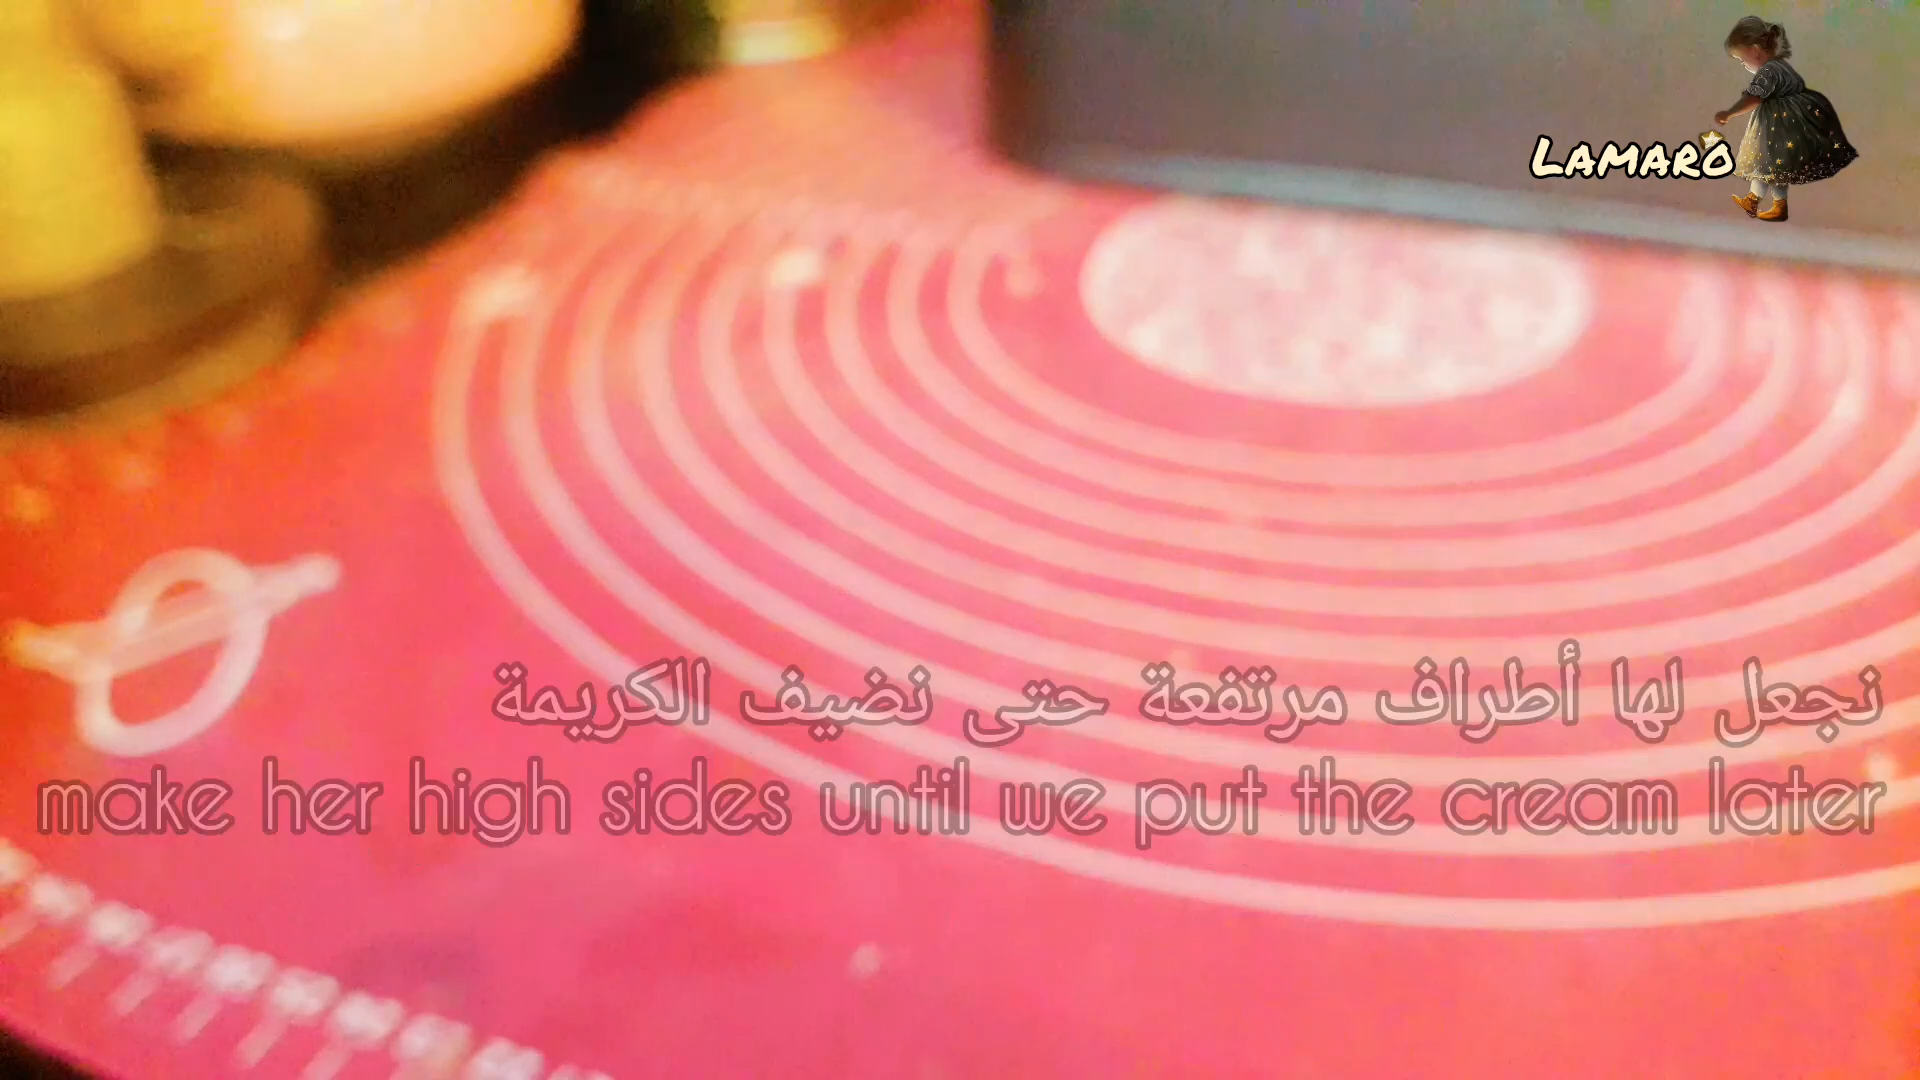 LAMARO
نجعل لها أطراف مرتفعة حتى نضيف الكريمة
make her high sides until we put the cream later